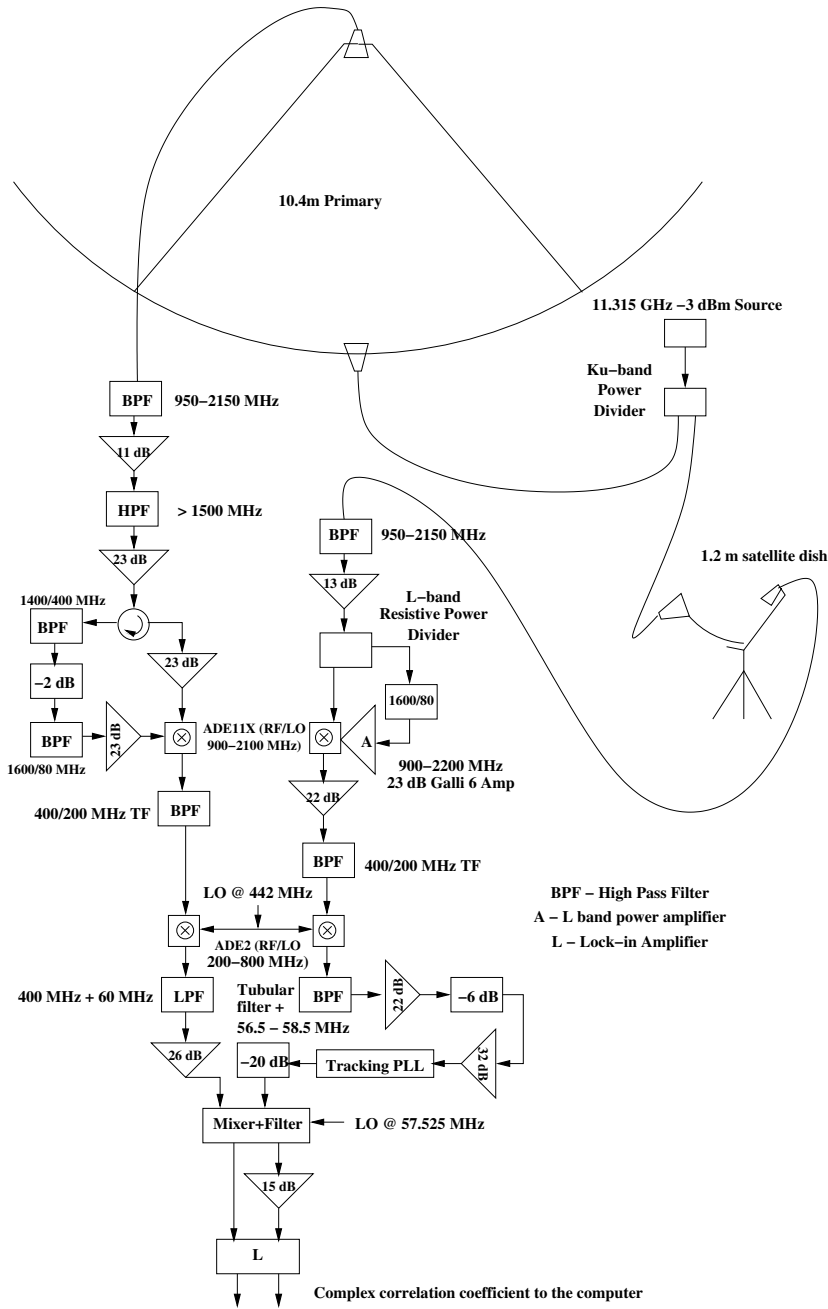 10.4m Primary
11.315 GHz −3 dBm Source
Ku−band
Power
Divider
BPF
950−2150 MHz
11 dB
HPF
> 1500 MHz
23 dB
1400/400 MHz
BPF
−2 dB
BPF
1600/80 MHz
23 dB
23 dB
BPF
950−2150 MHz
13 dB
L−band
Resistive Power
Divider
1600/80
1.2 m satellite dish
ADE11X (RF/LO
900−2100 MHz)
A
900−2200 MHz
23 dB Galli 6 Amp
22 dB
400/200 MHz TF
BPF
BPF
400/200 MHz TF
LO @ 442 MHz
ADE2 (RF/LO
200−800 MHz)
BPF − High Pass Filter
A − L band power amplifier
L − Lock−in Amplifier
400 MHz + 60 MHz
LPF
Tubular
filter +
56.5 − 58.5 MHz
BPF
22 dB
−6 dB
26 dB
−20 dB
Tracking PLL
32 dB
Mixer+Filter
LO @ 57.525 MHz
15 dB
L
Complex correlation coefficient to the computer